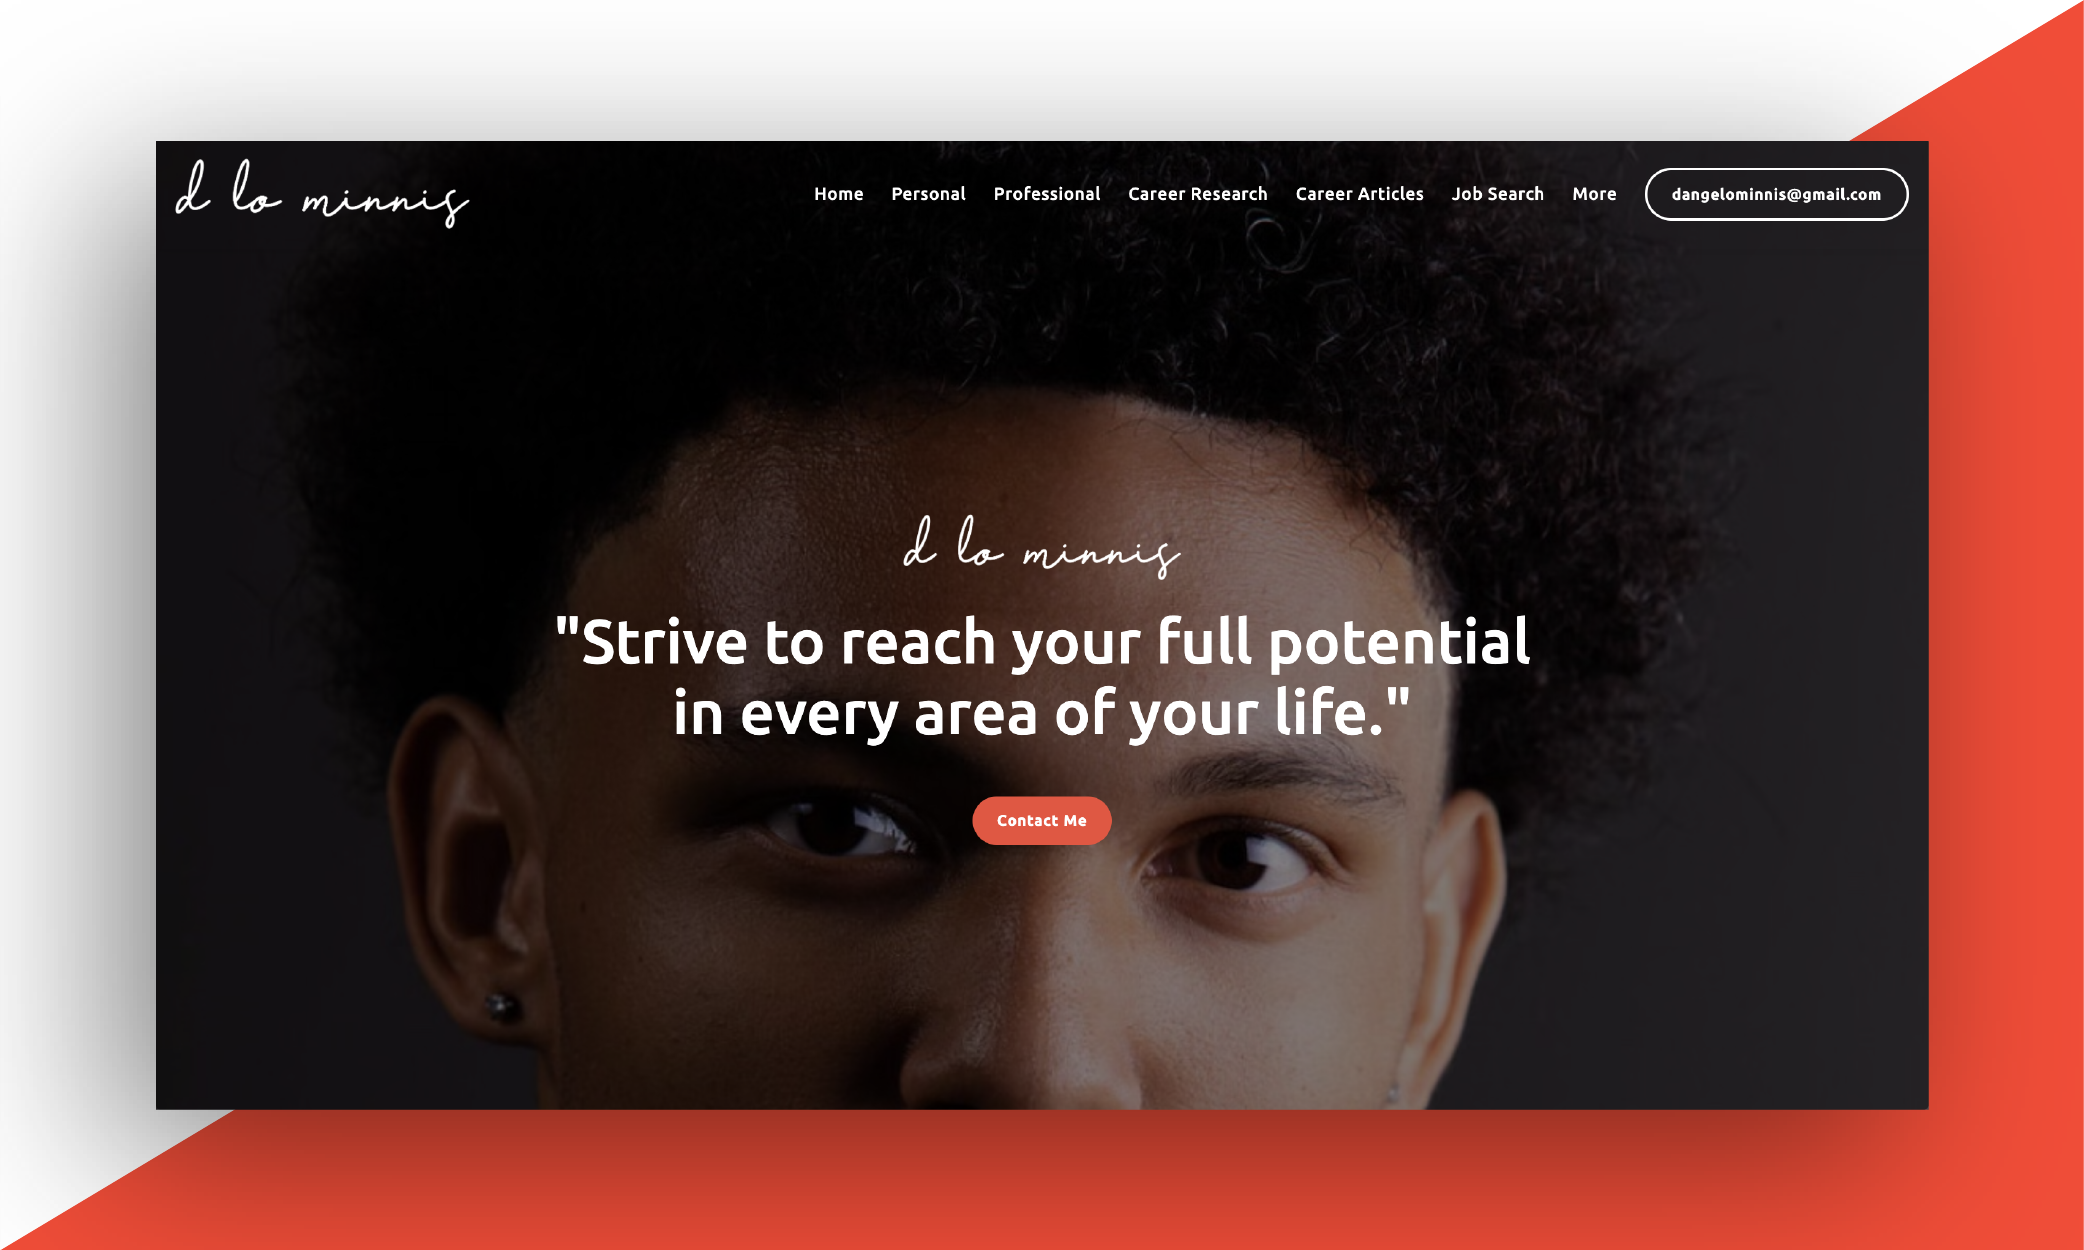 d lo minnis
Home Personal Professional Career Research Career Articles Job Search More dangelominnis@gmail.com
d lo minnis
"Strive to reach your full potential
in every area of your life."
Contact Me